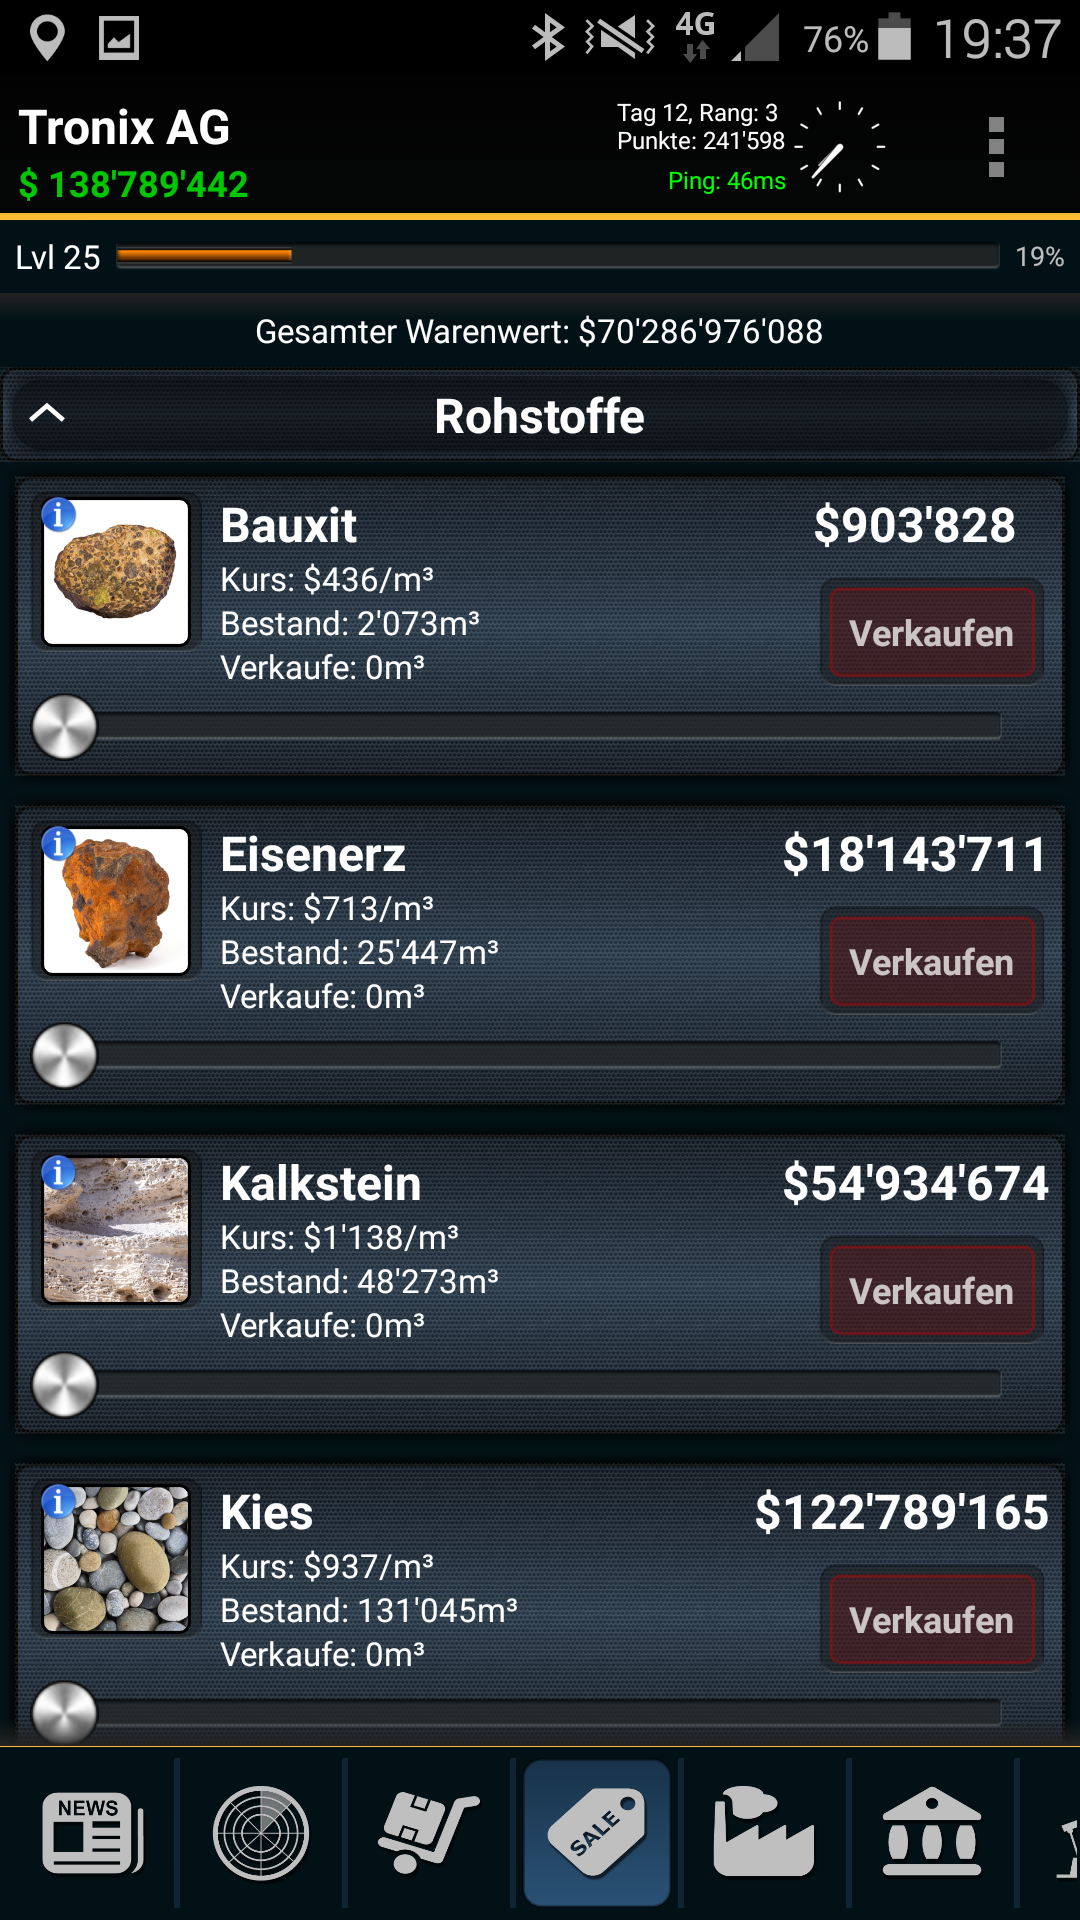 4G 76% 19:37
Tronix AG
$ 138'789'442
Tag 12, Rang: 3
Punkte: 241'598
Ping: 46ms
Lvl 25 19%
Gesamter Warenwert: $70'286'976'088
Rohstoffe
Bauxit $903'828
Kurs: $436/m³
Bestand: 2'073m³
Verkaufe: 0m³
Verkaufen
Eisenerz $18'143'711
Kurs: $713/m³
Bestand: 25'447m³
Verkaufe: 0m³
Verkaufen
Kalkstein $54'934'674
Kurs: $1'138/m³
Bestand: 48'273m³
Verkaufe: 0m³
Verkaufen
Kies $122'789'165
Kurs: $937/m³
Bestand: 131'045m³
Verkaufe: 0m³
Verkaufen
NEWS SALE